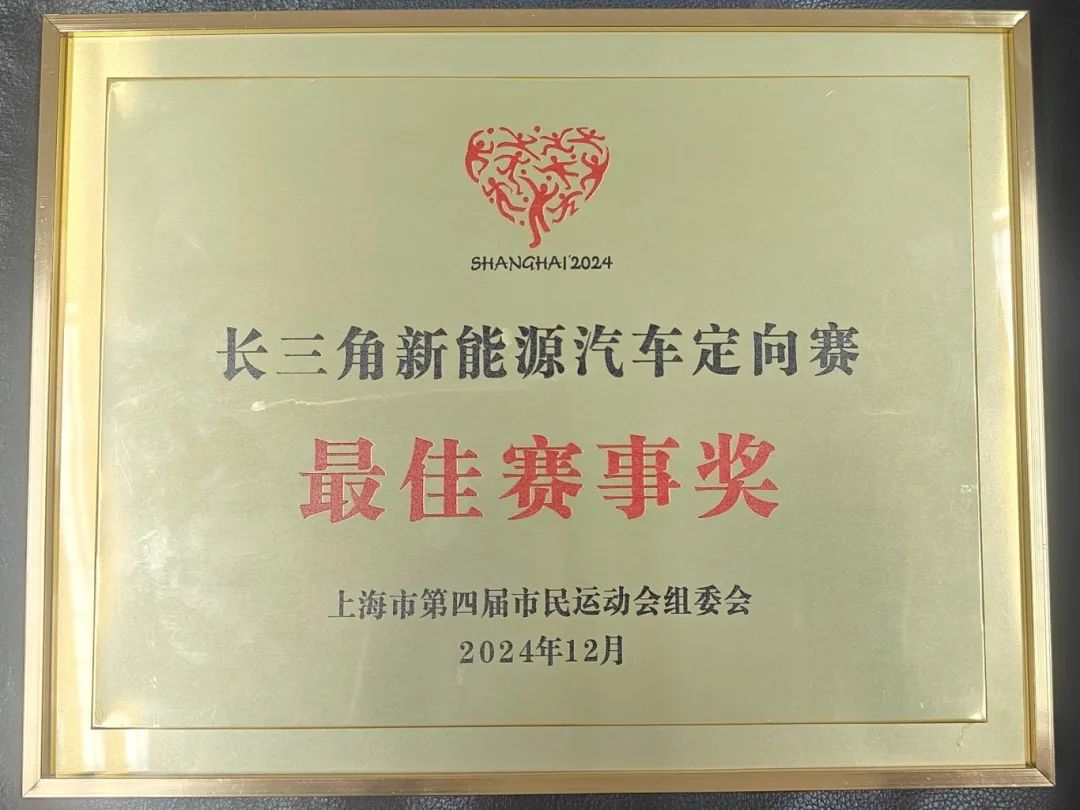 SHANGHAI'2024
长三角新能源汽车定向赛
最佳赛事奖
上海市第四届市民运动会组委会
2024年12月